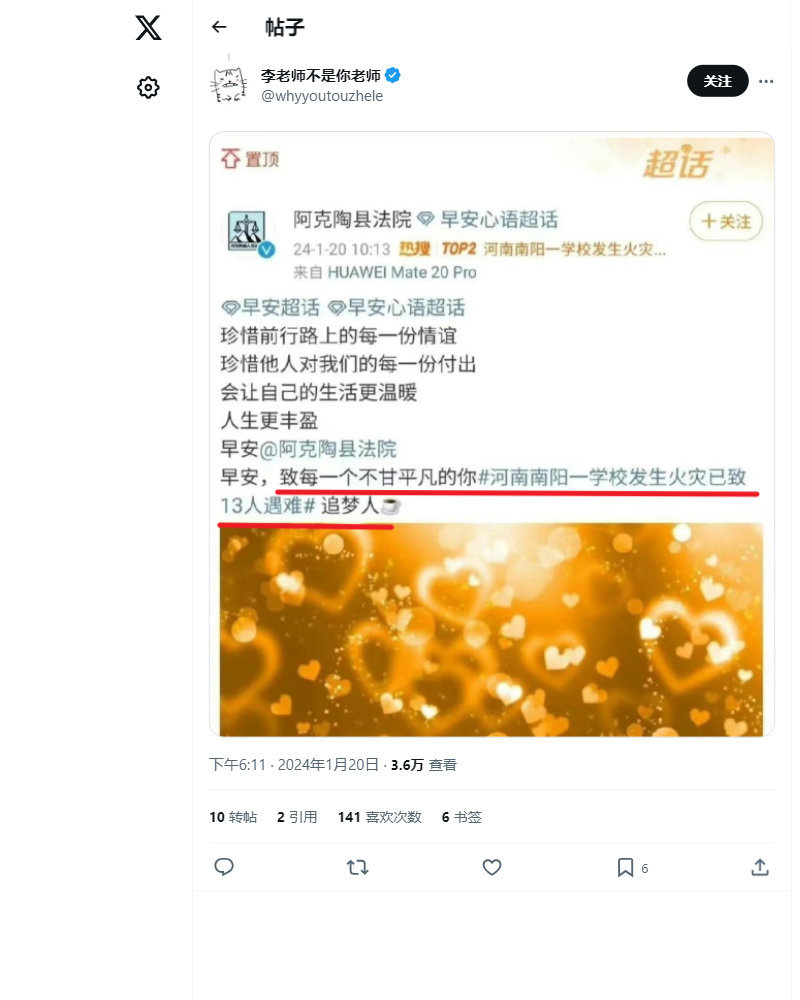 帖子
李老师不是你老师
@whyyoutouzhele
关注
置顶
超话
阿克陶县法院 早安心语超话
+关注
24-1-20 10:13 热搜 TOP2 河南南阳一学校发生火灾...
来自 HUAWEI Mate 20 Pro
早安超话 早安心语超话
珍惜前行路上的每一份情谊
珍惜他人对我们的每一份付出
会让自己的生活更温暖
人生更丰盈
早安@阿克陶县法院
早安，致每一个不甘平凡的你#河南南阳一学校发生火灾已致
13人遇难# 追梦人
下午6:11 · 2024年1月20日 · 3.6万 查看
10 转帖 2 引用 141 喜欢次数 6 书签
6